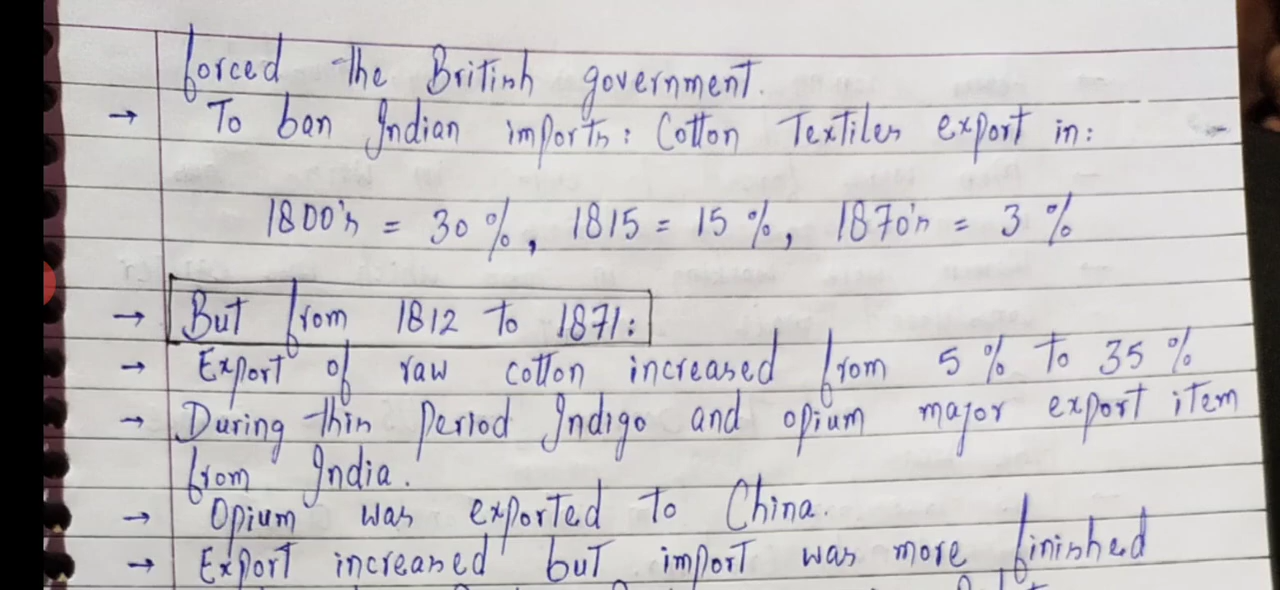 forced the British government.
→ To ban Indian imports: Cotton Textiles export in:
1800's = 30 %, 1815 = 15 %, 1870's = 3 %
→ But from 1812 to 1871:
→ Export of raw cotton increased from 5 % to 35 %
→ During this period Indigo and opium major export item
from India.
→ Opium was exported to China.
→ Export increased but import was more finished